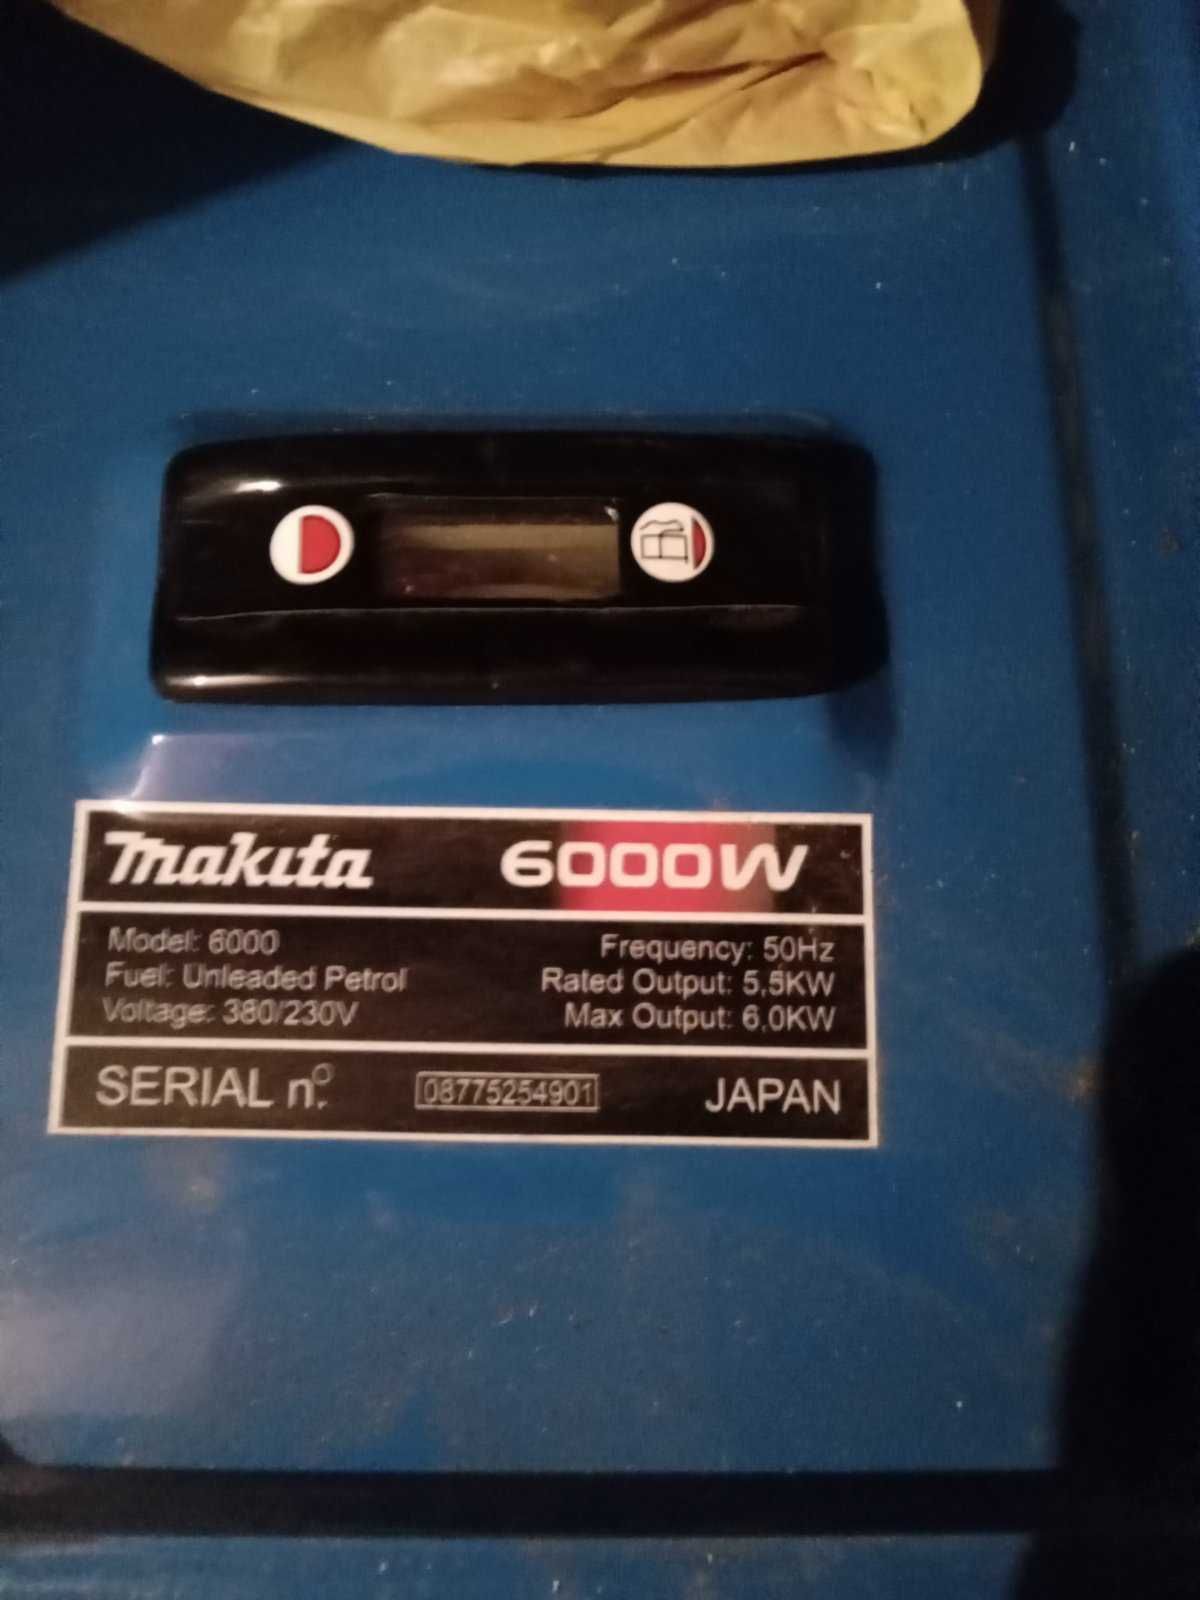 makita 6000W
Model: 6000
Fuel: Unleaded Petrol
Voltage: 380/230V
Frequency: 50Hz
Rated Output: 5,5KW
Max Output: 6,0KW
SERIAL nº. 08775254901 JAPAN